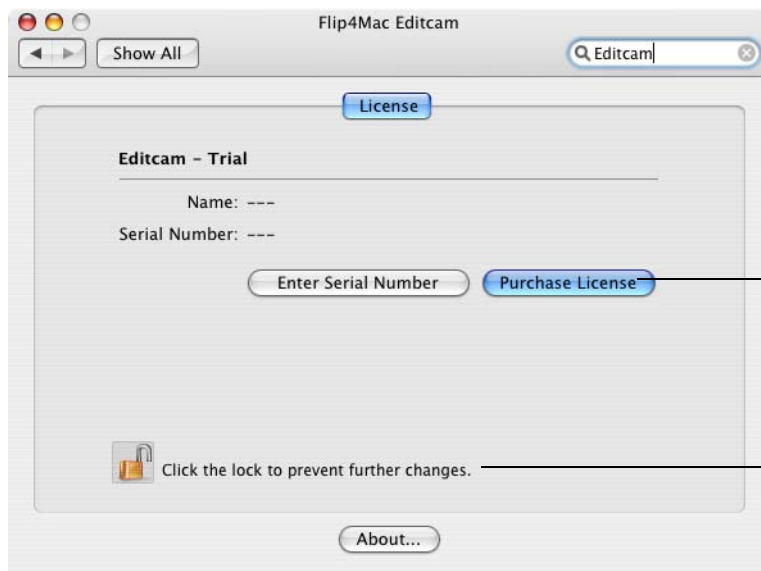 Flip4Mac Editcam
Show All
Editcam
License
Editcam – Trial
Name: ---
Serial Number: ---
Enter Serial Number
Purchase License
Click the lock to prevent further changes.
About...